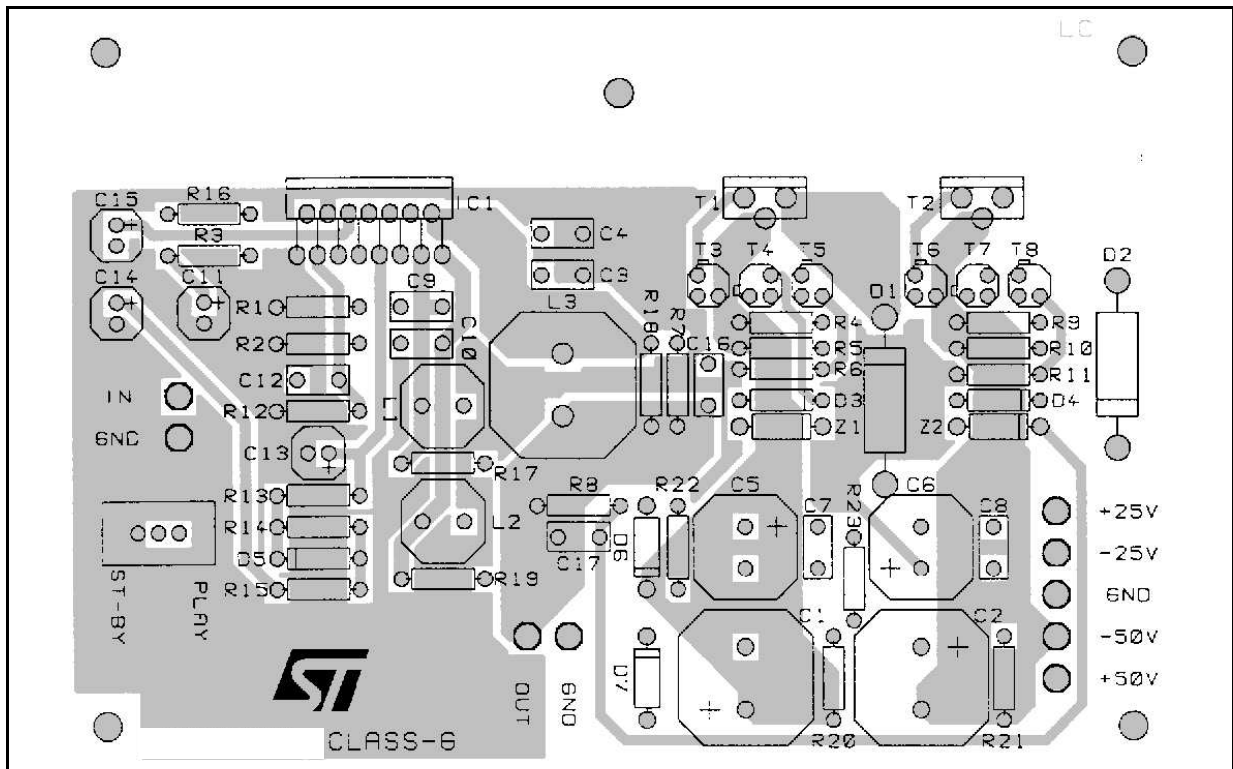 LC
C15
R16
IC1
T1
T2
R3
C4
C3
C14
C11
C9
L3
T3
T4
T5
T6
T7
T8
D2
R1
R2
C10
R18
R7
C16
D1
R4
R5
R6
D3
Z1
R9
R10
R11
D4
Z2
C12
R12
L1
IN
GND
C13
R17
R13
R14
D5
R15
L2
R19
R8
C17
D6
R22
C5
C7
R23
C6
C8
+25V
-25V
GND
-50V
+50V
ST-BY
PLAY
ST
OUT
GND
D7
C1
C2
R20
R21
CLASS-G